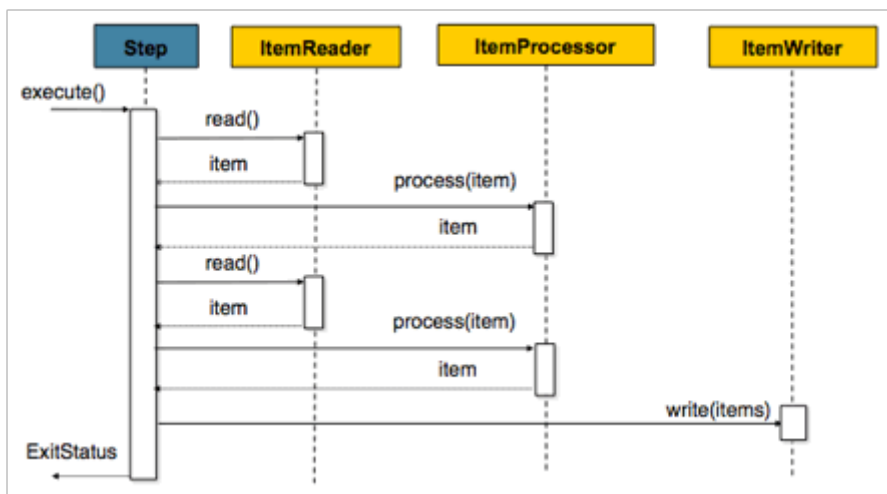 Step
ItemReader
ItemProcessor
ItemWriter
execute()
read()
item
process(item)
item
read()
item
process(item)
item
write(items)
ExitStatus